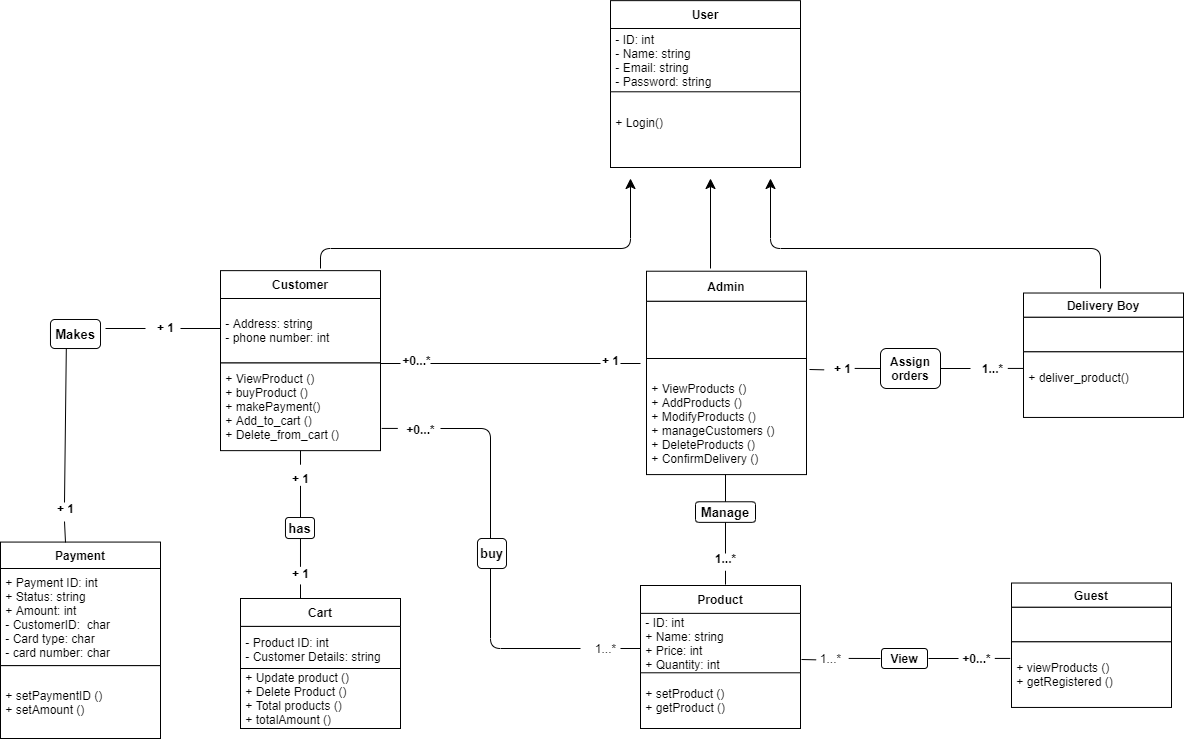 User
- ID: int
- Name: string
- Email: string
- Password: string
+ Login()
Customer
- Address: string
- phone number: int
+ ViewProduct ()
+ buyProduct ()
+ makePayment()
+ Add_to_cart ()
+ Delete_from_cart ()
Admin
+ ViewProducts ()
+ AddProducts ()
+ ModifyProducts ()
+ manageCustomers ()
+ DeleteProducts ()
+ ConfirmDelivery ()
Delivery Boy
+ deliver_product()
Makes
+ 1
+ 1
+0...*
+ 1
+ 1
Assign
orders
1...*
+0...*
buy
1...*
+ 1
has
+ 1
Manage
1...*
Payment
+ Payment ID: int
+ Status: string
+ Amount: int
- CustomerID:  char
- Card type: char
- card number: char
+ setPaymentID ()
+ setAmount ()
Cart
- Product ID: int
- Customer Details: string
+ Update product ()
+ Delete Product ()
+ Total products ()
+ totalAmount ()
Product
- ID: int
+ Name: string
+ Price: int
+ Quantity: int
+ setProduct ()
+ getProduct ()
1...*
View
+0...*
Guest
+ viewProducts ()
+ getRegistered ()